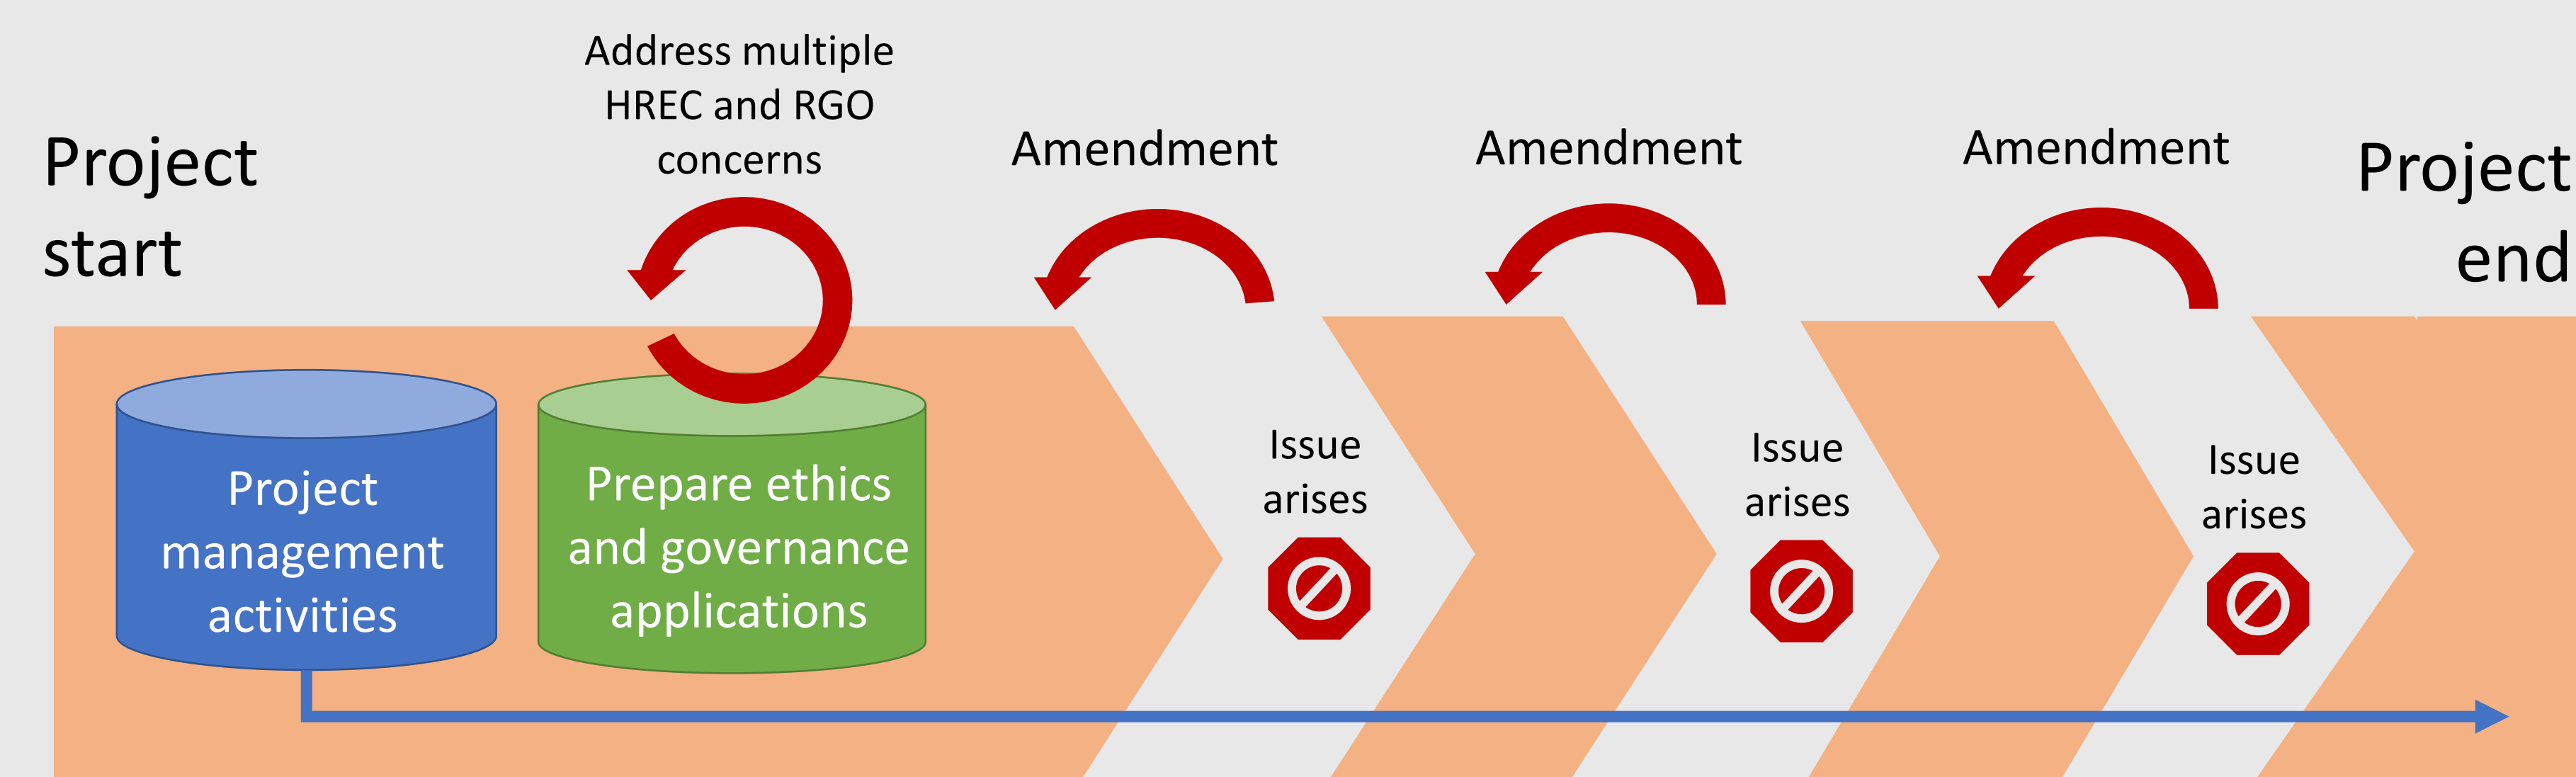 Project
start
Address multiple
HREC and RGO
concerns
Amendment
Amendment
Amendment
Project
end
Project
management
activities
Prepare ethics
and governance
applications
Issue
arises
Issue
arises
Issue
arises